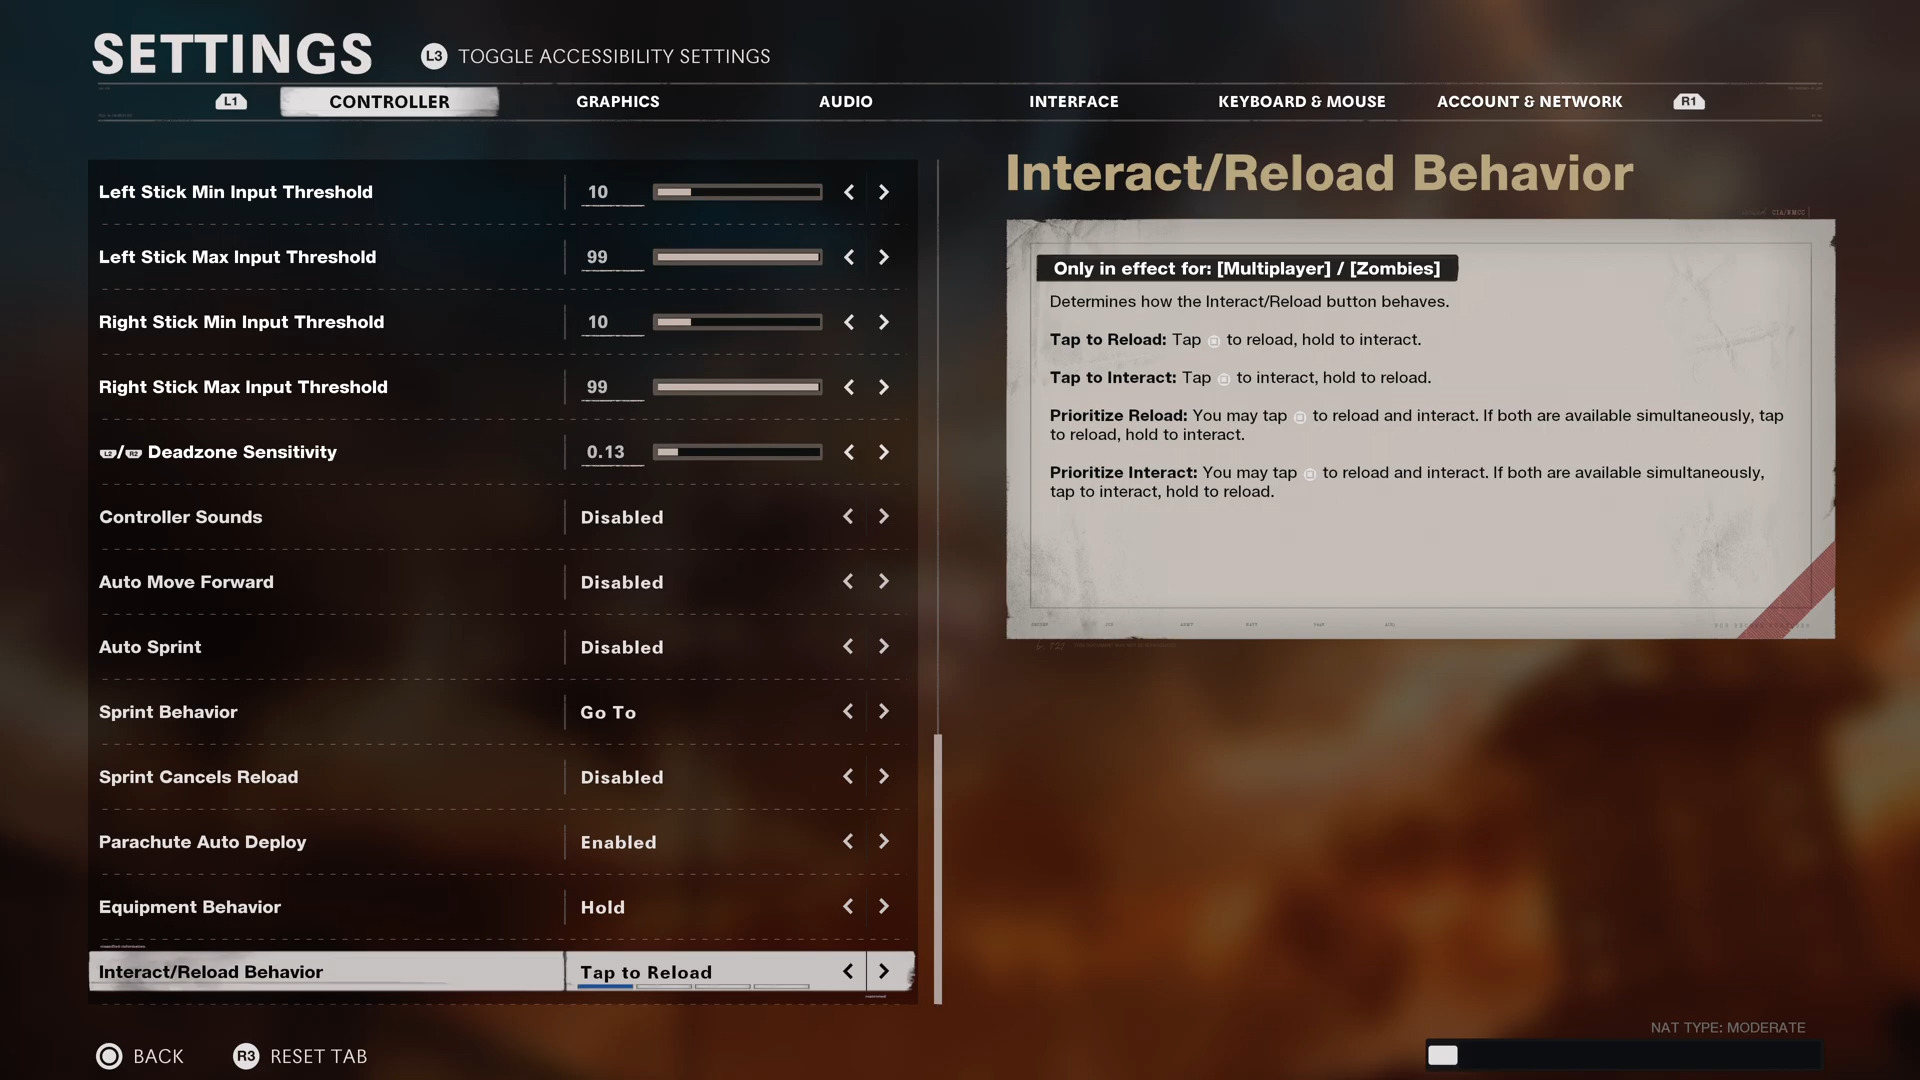 SETTINGS
L3 TOGGLE ACCESSIBILITY SETTINGS
L1 CONTROLLER GRAPHICS AUDIO INTERFACE KEYBOARD & MOUSE ACCOUNT & NETWORK R1
Left Stick Min Input Threshold 10
Left Stick Max Input Threshold 99
Right Stick Min Input Threshold 10
Right Stick Max Input Threshold 99
L2/R2 Deadzone Sensitivity 0.13
Controller Sounds Disabled
Auto Move Forward Disabled
Auto Sprint Disabled
Sprint Behavior Go To
Sprint Cancels Reload Disabled
Parachute Auto Deploy Enabled
Equipment Behavior Hold
Interact/Reload Behavior Tap to Reload
Interact/Reload Behavior
Only in effect for: [Multiplayer] / [Zombies]
Determines how the Interact/Reload button behaves.
Tap to Reload: Tap to reload, hold to interact.
Tap to Interact: Tap to interact, hold to reload.
Prioritize Reload: You may tap to reload and interact. If both are available simultaneously, tap
to reload, hold to interact.
Prioritize Interact: You may tap to reload and interact. If both are available simultaneously,
tap to interact, hold to reload.
BACK R3 RESET TAB
NAT TYPE: MODERATE